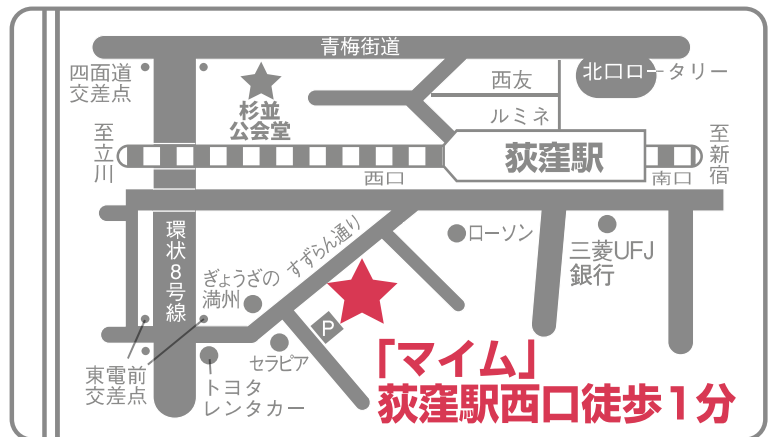 青梅街道
四面道
交差点
杉並
公会堂
西友
ルミネ
北口ロータリー
至立川
荻窪駅
至新宿
西口
南口
環状8号線
すずらん通り
ローソン
三菱UFJ
銀行
ぎょうざの
満州
P
セラピア
東電前
交差点
トヨタ
レンタカー
「マイム」
荻窪駅西口徒歩1分